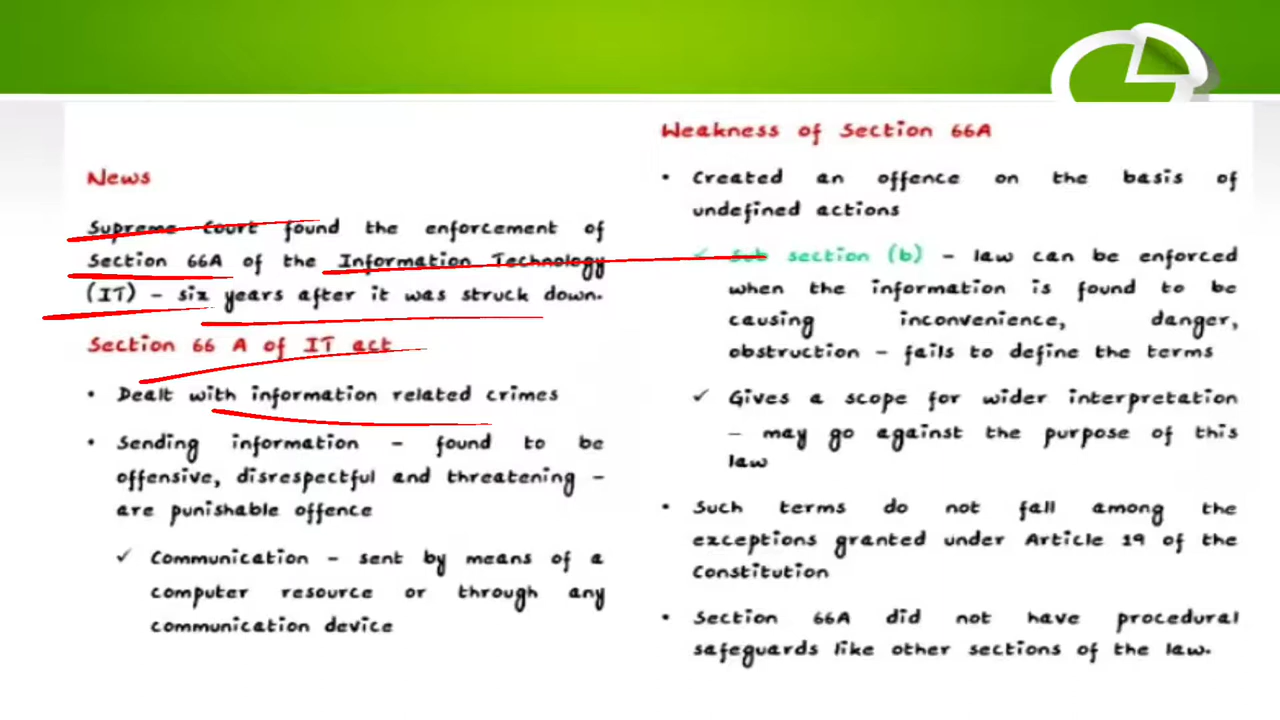 News
Supreme Court found the enforcement of
Section 66A of the Information Technology
(IT) – six years after it was struck down.
Section 66 A of IT act
• Dealt with information related crimes
• Sending information – found to be
offensive, disrespectful and threatening –
are punishable offence
✓ Communication – sent by means of a
computer resource or through any
communication device
Weakness of Section 66A
• Created an offence on the basis of
undefined actions
✓ Sub section (b) – law can be enforced
when the information is found to be
causing inconvenience, danger,
obstruction – fails to define the terms
✓ Gives a scope for wider interpretation
– may go against the purpose of this
law
• Such terms do not fall among the
exceptions granted under Article 19 of the
Constitution
• Section 66A did not have procedural
safeguards like other sections of the law.